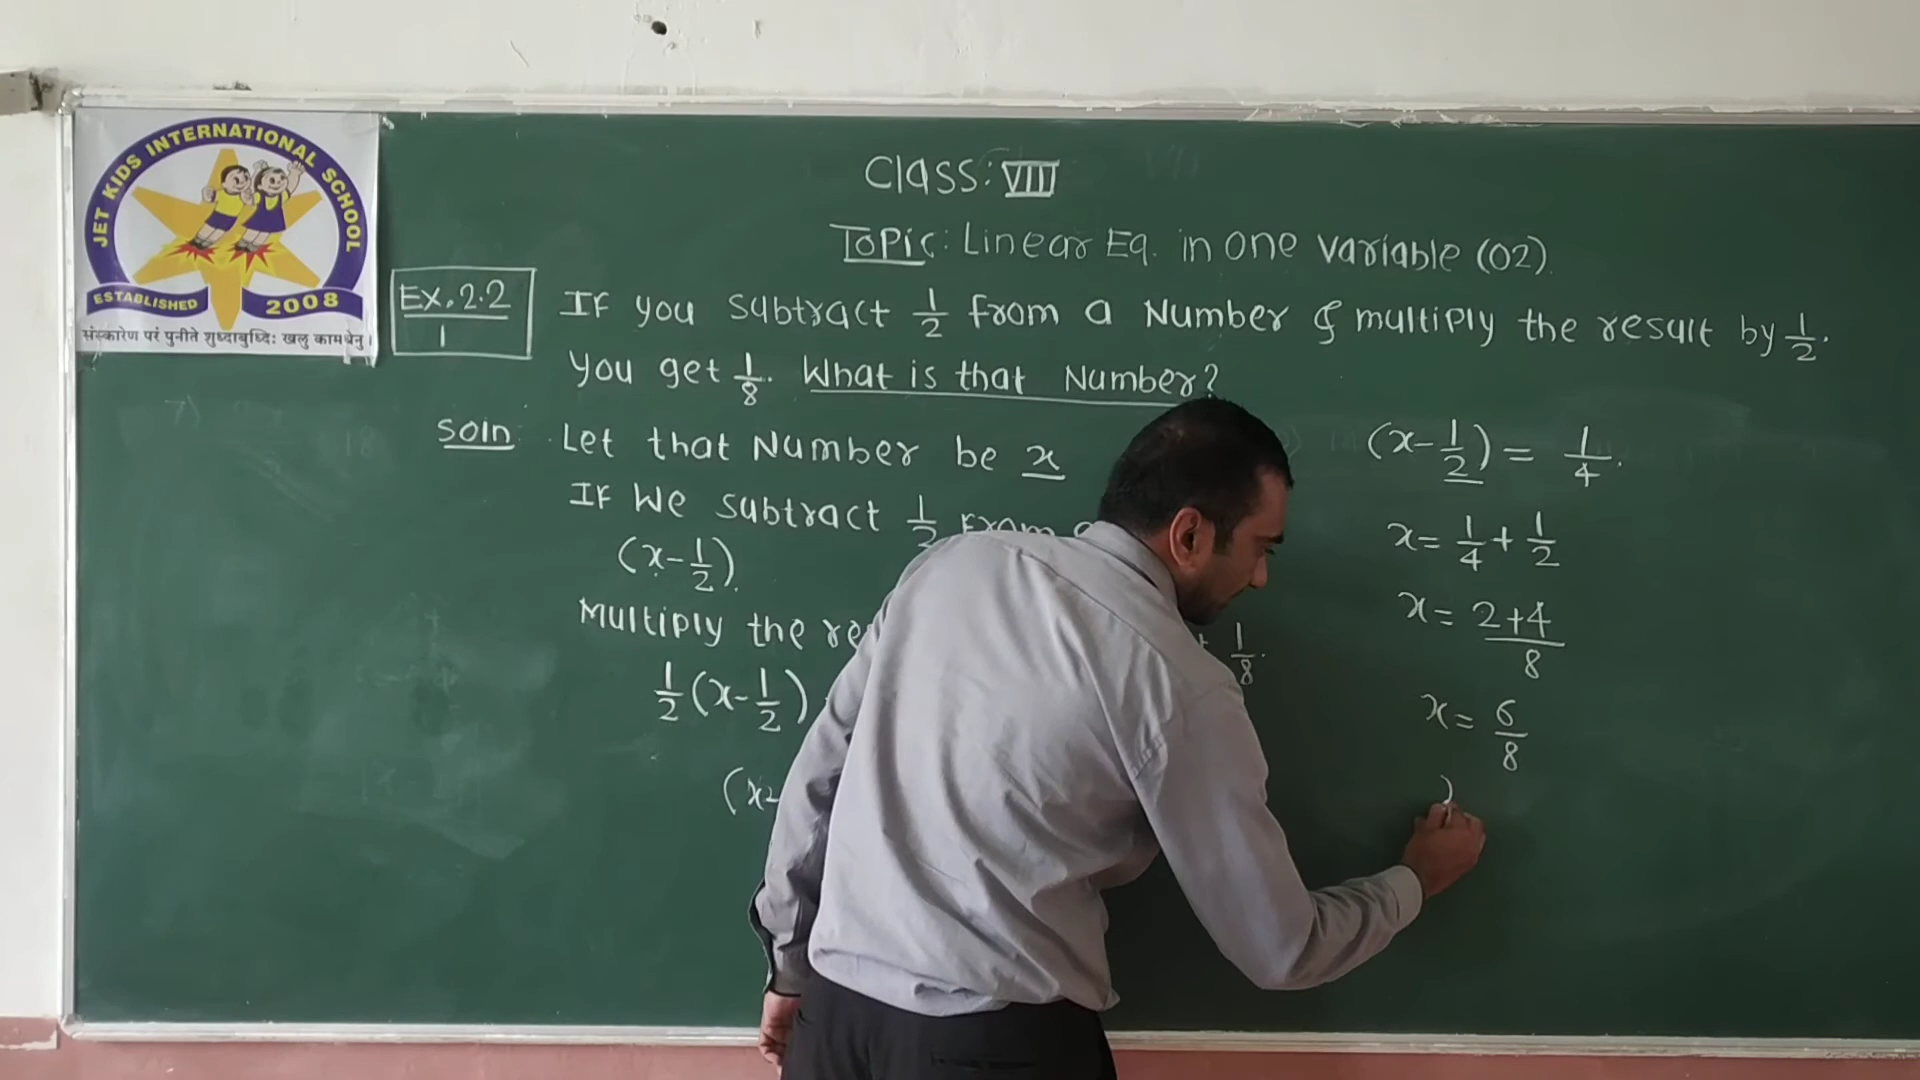 JET KIDS INTERNATIONAL SCHOOL
ESTABLISHED 2008
संस्कारेण परं पुनीते शुध्दाबुध्दिः खलु कामधेनु।
Class: VIII
Topic: Linear Eq. in one variable (02).
Ex. 2.2
1
If you subtract 1/2 from a Number & multiply the result by 1/2.
You get 1/8. What is that Number?
Soln: Let that Number be x
If We subtract 1/2 From
(x-1/2).
Multiply the
1/8.
1/2(x-1/2)
(x-
(x-1/2) = 1/4.
x= 1/4 + 1/2
x= 2+4/8
x= 6/8